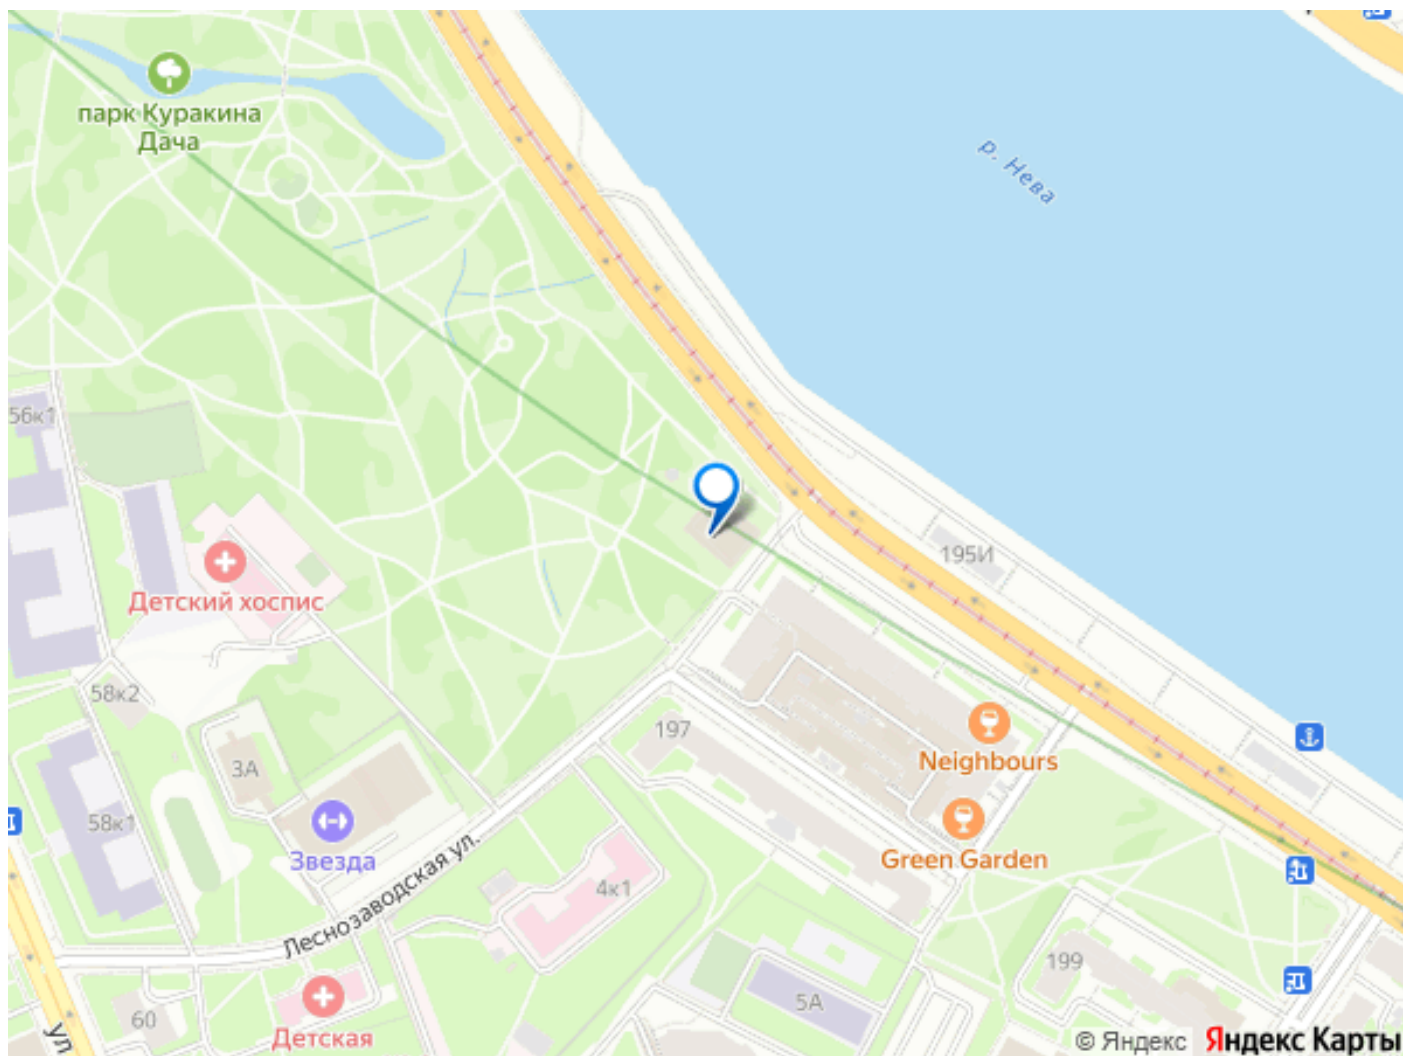 парк Куракина
Дача
р. Нева
56к1
195И
Детский хоспис
58к2
197
Neighbours
3А
58к1
Звезда
Green Garden
4к1
Леснозаводская ул.
199
5А
60
Детская
ул
© Яндекс Яндекс Карты